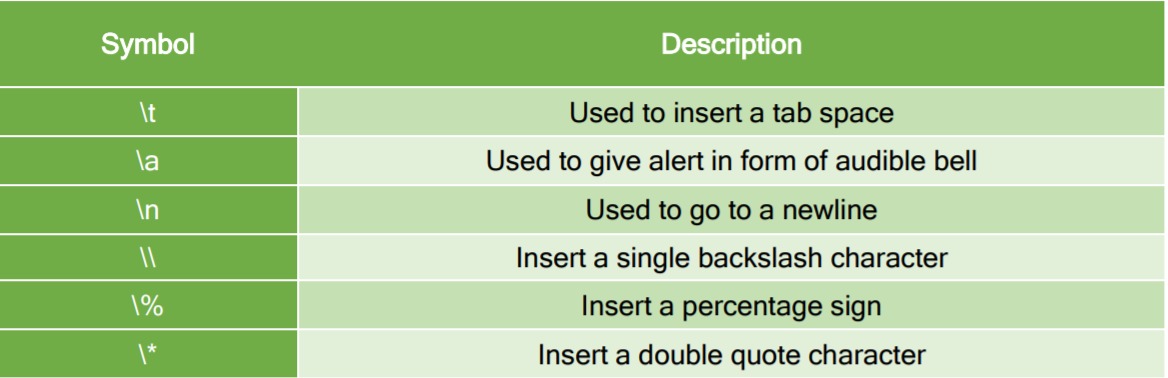 Symbol Description
\t Used to insert a tab space
\a Used to give alert in form of audible bell
\n Used to go to a newline
\\ Insert a single backslash character
\% Insert a percentage sign
\* Insert a double quote character